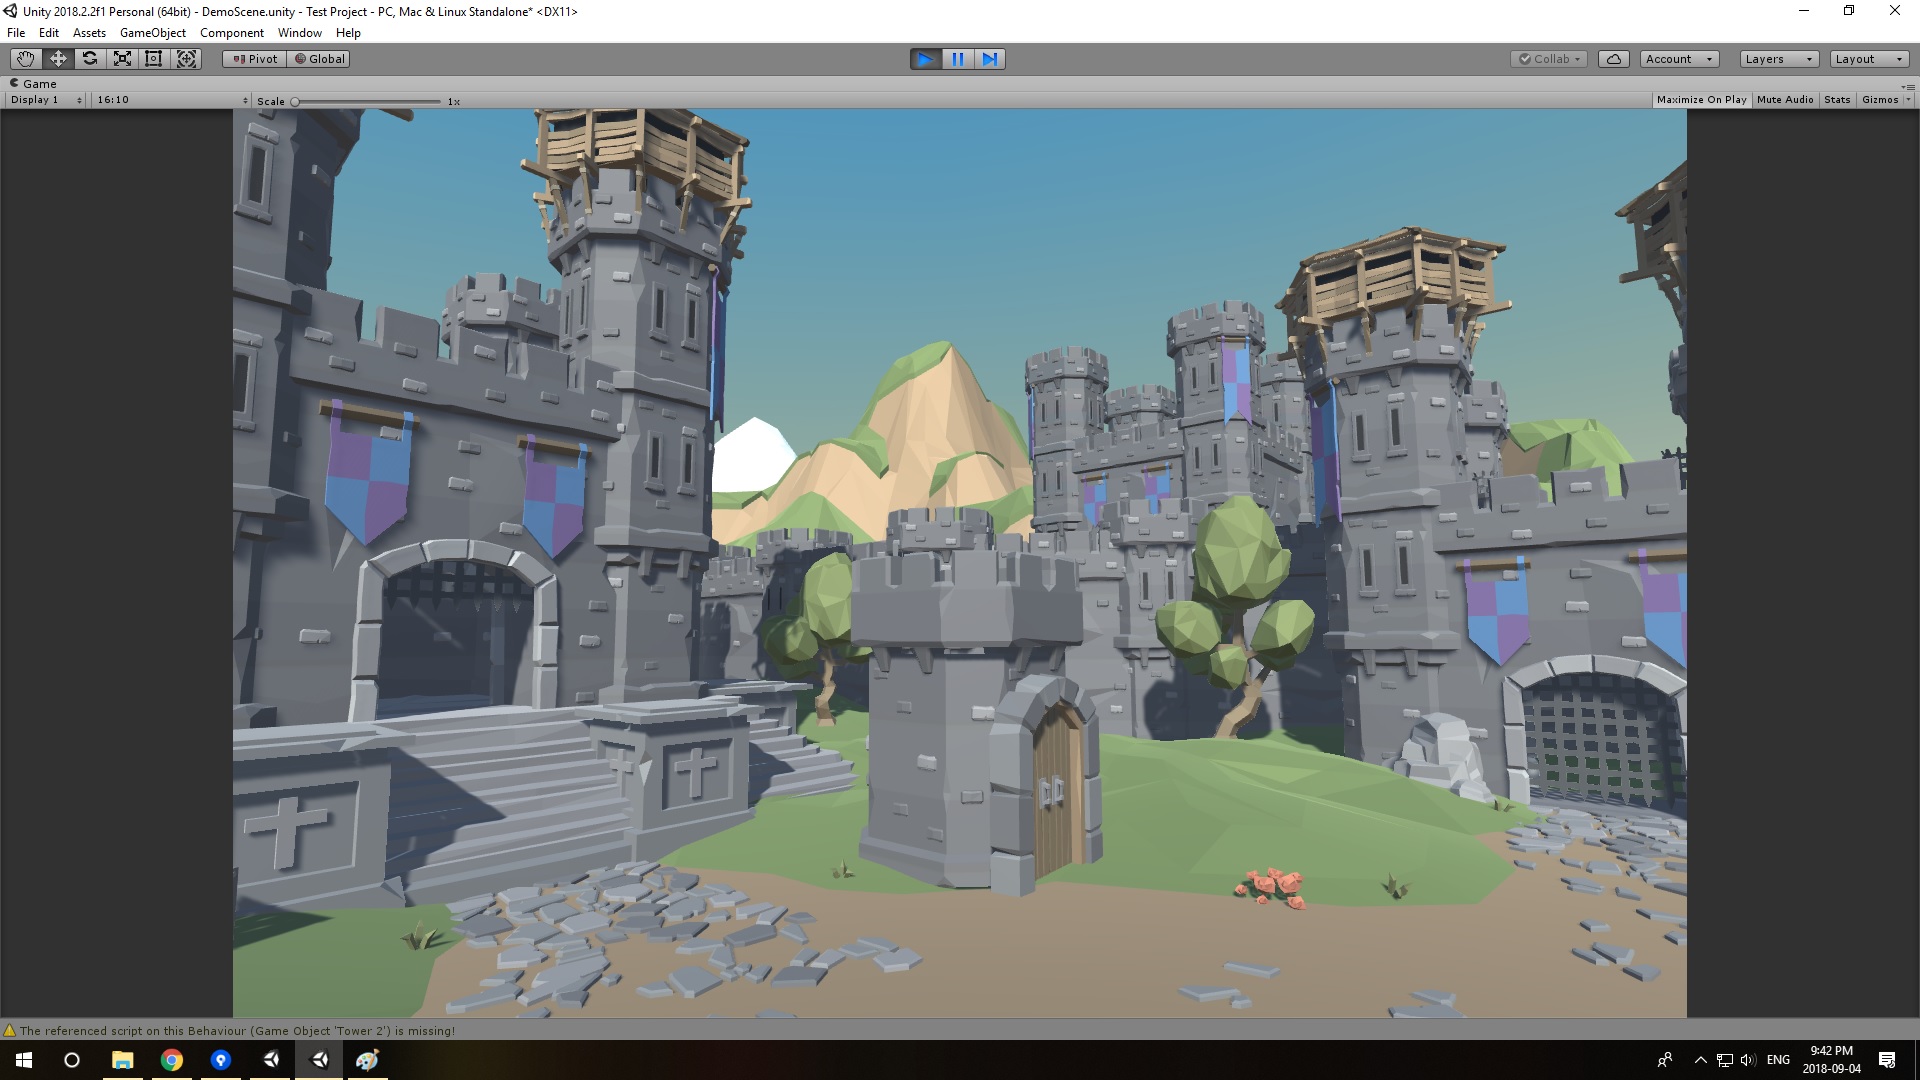 Unity 2018.2.2f1 Personal (64bit) - DemoScene.unity - Test Project - PC, Mac & Linux Standalone* <DX11>
File Edit Assets GameObject Component Window Help
Pivot Global Collab Account Layers Layout
Game
Display 1 16:10 Scale 1x Maximize On Play Mute Audio Stats Gizmos
The referenced script on this Behaviour (Game Object 'Tower 2') is missing!
ENG 9:42 PM
2018-09-04